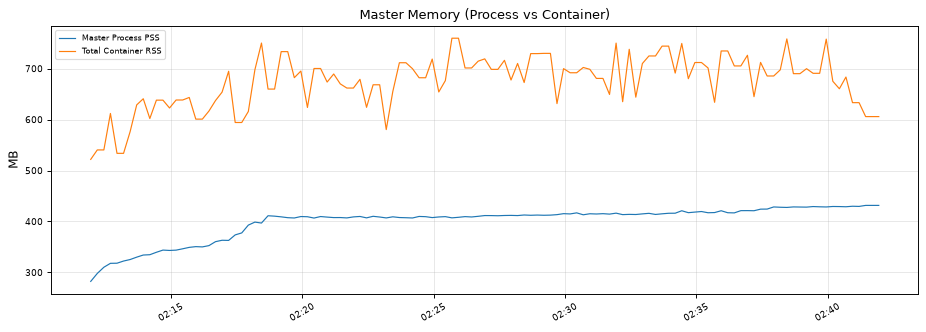 Master Memory (Process vs Container)
Master Process PSS
Total Container RSS
MB
700
600
500
400
300
02:15
02:20
02:25
02:30
02:35
02:40